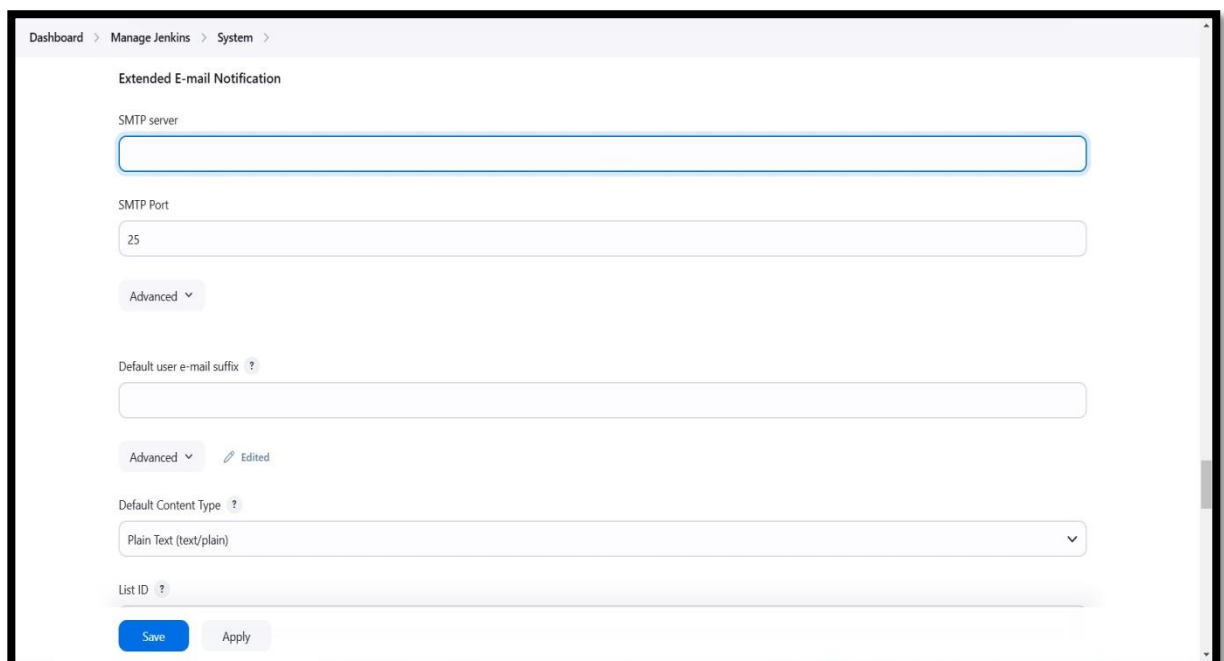 Dashboard > Manage Jenkins > System >
Extended E-mail Notification
SMTP server
SMTP Port
25
Advanced
Default user e-mail suffix ?
Advanced Edited
Default Content Type ?
Plain Text (text/plain)
List ID ?
Save Apply